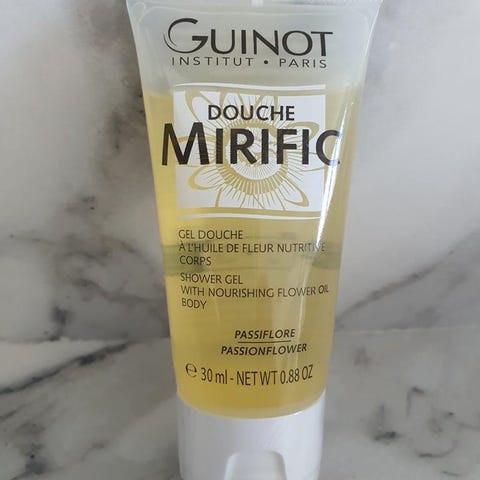 GUINOT
INSTITUT • PARIS
DOUCHE
MIRIFIC
GEL DOUCHE
À L'HUILE DE FLEUR NUTRITIVE
CORPS
SHOWER GEL
WITH NOURISHING FLOWER OIL
BODY
PASSIFLORE
PASSIONFLOWER
℮ 30 ml - NET WT 0.88 OZ